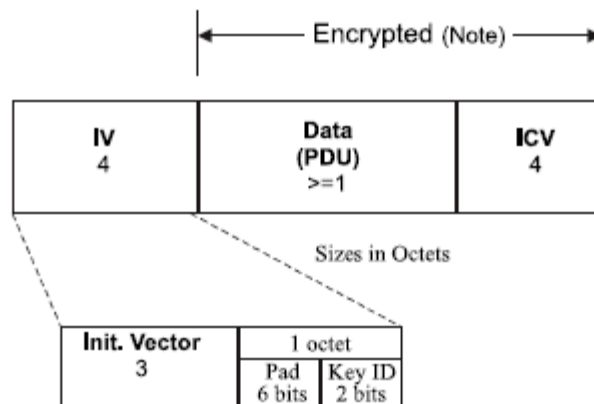 Encrypted (Note)
IV
4
Data
(PDU)
>=1
ICV
4
Sizes in Octets
Init. Vector
3
1 octet
Pad
6 bits
Key ID
2 bits